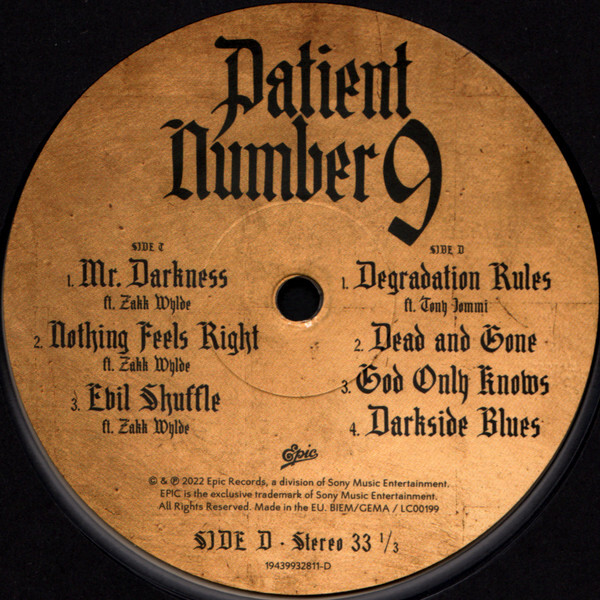 Patient
Number 9
SIDE C
1. Mr. Darkness
ft. Zakk Wylde
2. Nothing Feels Right
ft. Zakk Wylde
3. Evil Shuffle
ft. Zakk Wylde
SIDE D
1. Degradation Rules
ft. Tony Iommi
2. Dead and Gone
3. God Only Knows
4. Darkside Blues
Epic
© & ℗ 2022 Epic Records, a division of Sony Music Entertainment.
EPIC is the exclusive trademark of Sony Music Entertainment.
All Rights Reserved. Made in the EU. BIEM/GEMA / LC00199
SIDE D · Stereo 33 1/3
19439932811-D